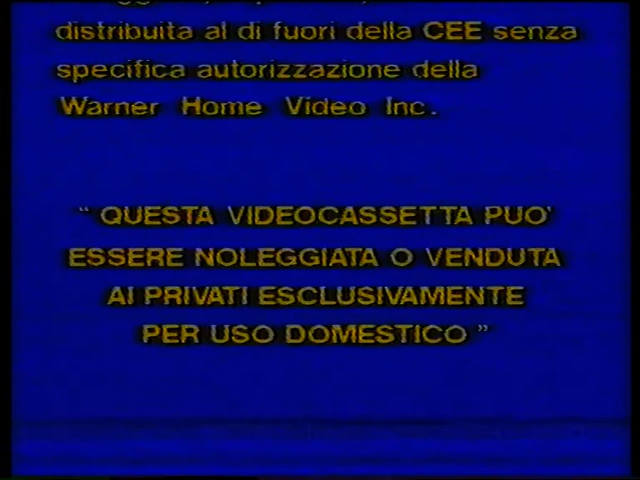 distribuita al di fuori della CEE senza
specifica autorizzazione della
Warner Home Video Inc.
“ QUESTA VIDEOCASSETTA PUO'
ESSERE NOLEGGIATA O VENDUTA
AI PRIVATI ESCLUSIVAMENTE
PER USO DOMESTICO ”